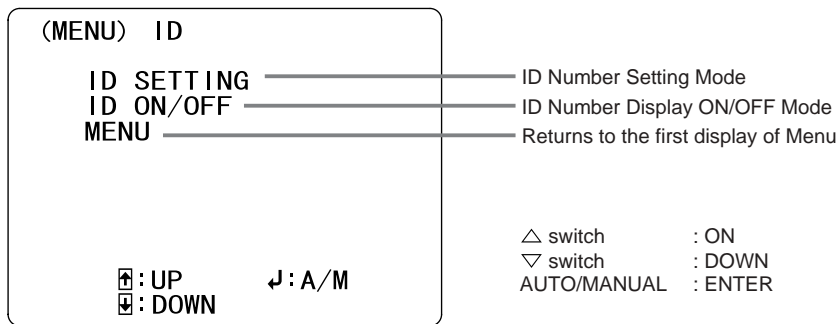 (MENU) ID
ID SETTING
ID Number Setting Mode
ID ON/OFF
ID Number Display ON/OFF Mode
MENU
Returns to the first display of Menu
△ switch : ON
▽ switch : DOWN
AUTO/MANUAL : ENTER
↑:UP ↲:A/M
↓:DOWN